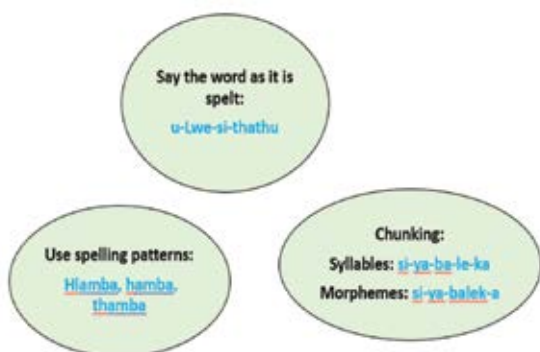 Say the word as it is
spelt:
u-Lwe-si-thathu
Use spelling patterns:
Hlamba, hamba,
thamba
Chunking:
Syllables: si-ya-ba-le-ka
Morphemes: si-ya-balek-a